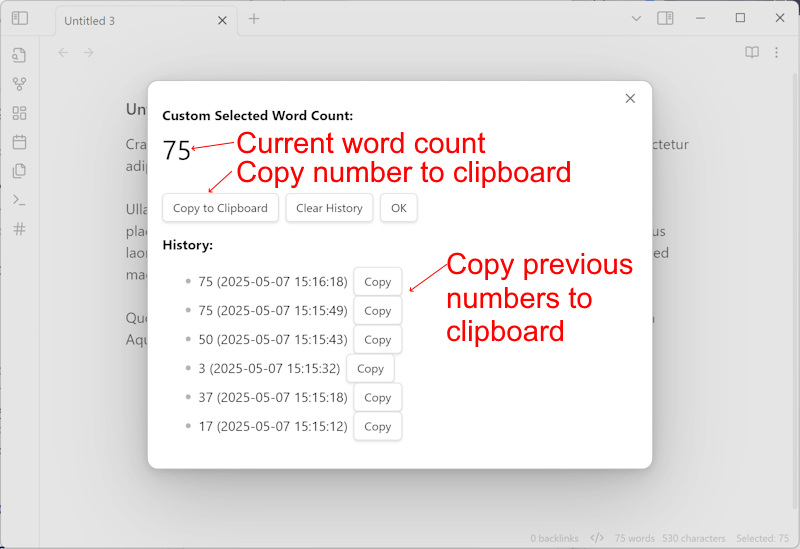 Untitled 3
Un
Custom Selected Word Count:
75
Current word count
Copy number to clipboard
Copy to Clipboard
Clear History
OK
History:
75 (2025-05-07 15:16:18) Copy
75 (2025-05-07 15:15:49) Copy
50 (2025-05-07 15:15:43) Copy
3 (2025-05-07 15:15:32) Copy
37 (2025-05-07 15:15:18) Copy
17 (2025-05-07 15:15:12) Copy
Copy previous
numbers to
clipboard
0 backlinks </> 75 words 530 characters Selected: 75